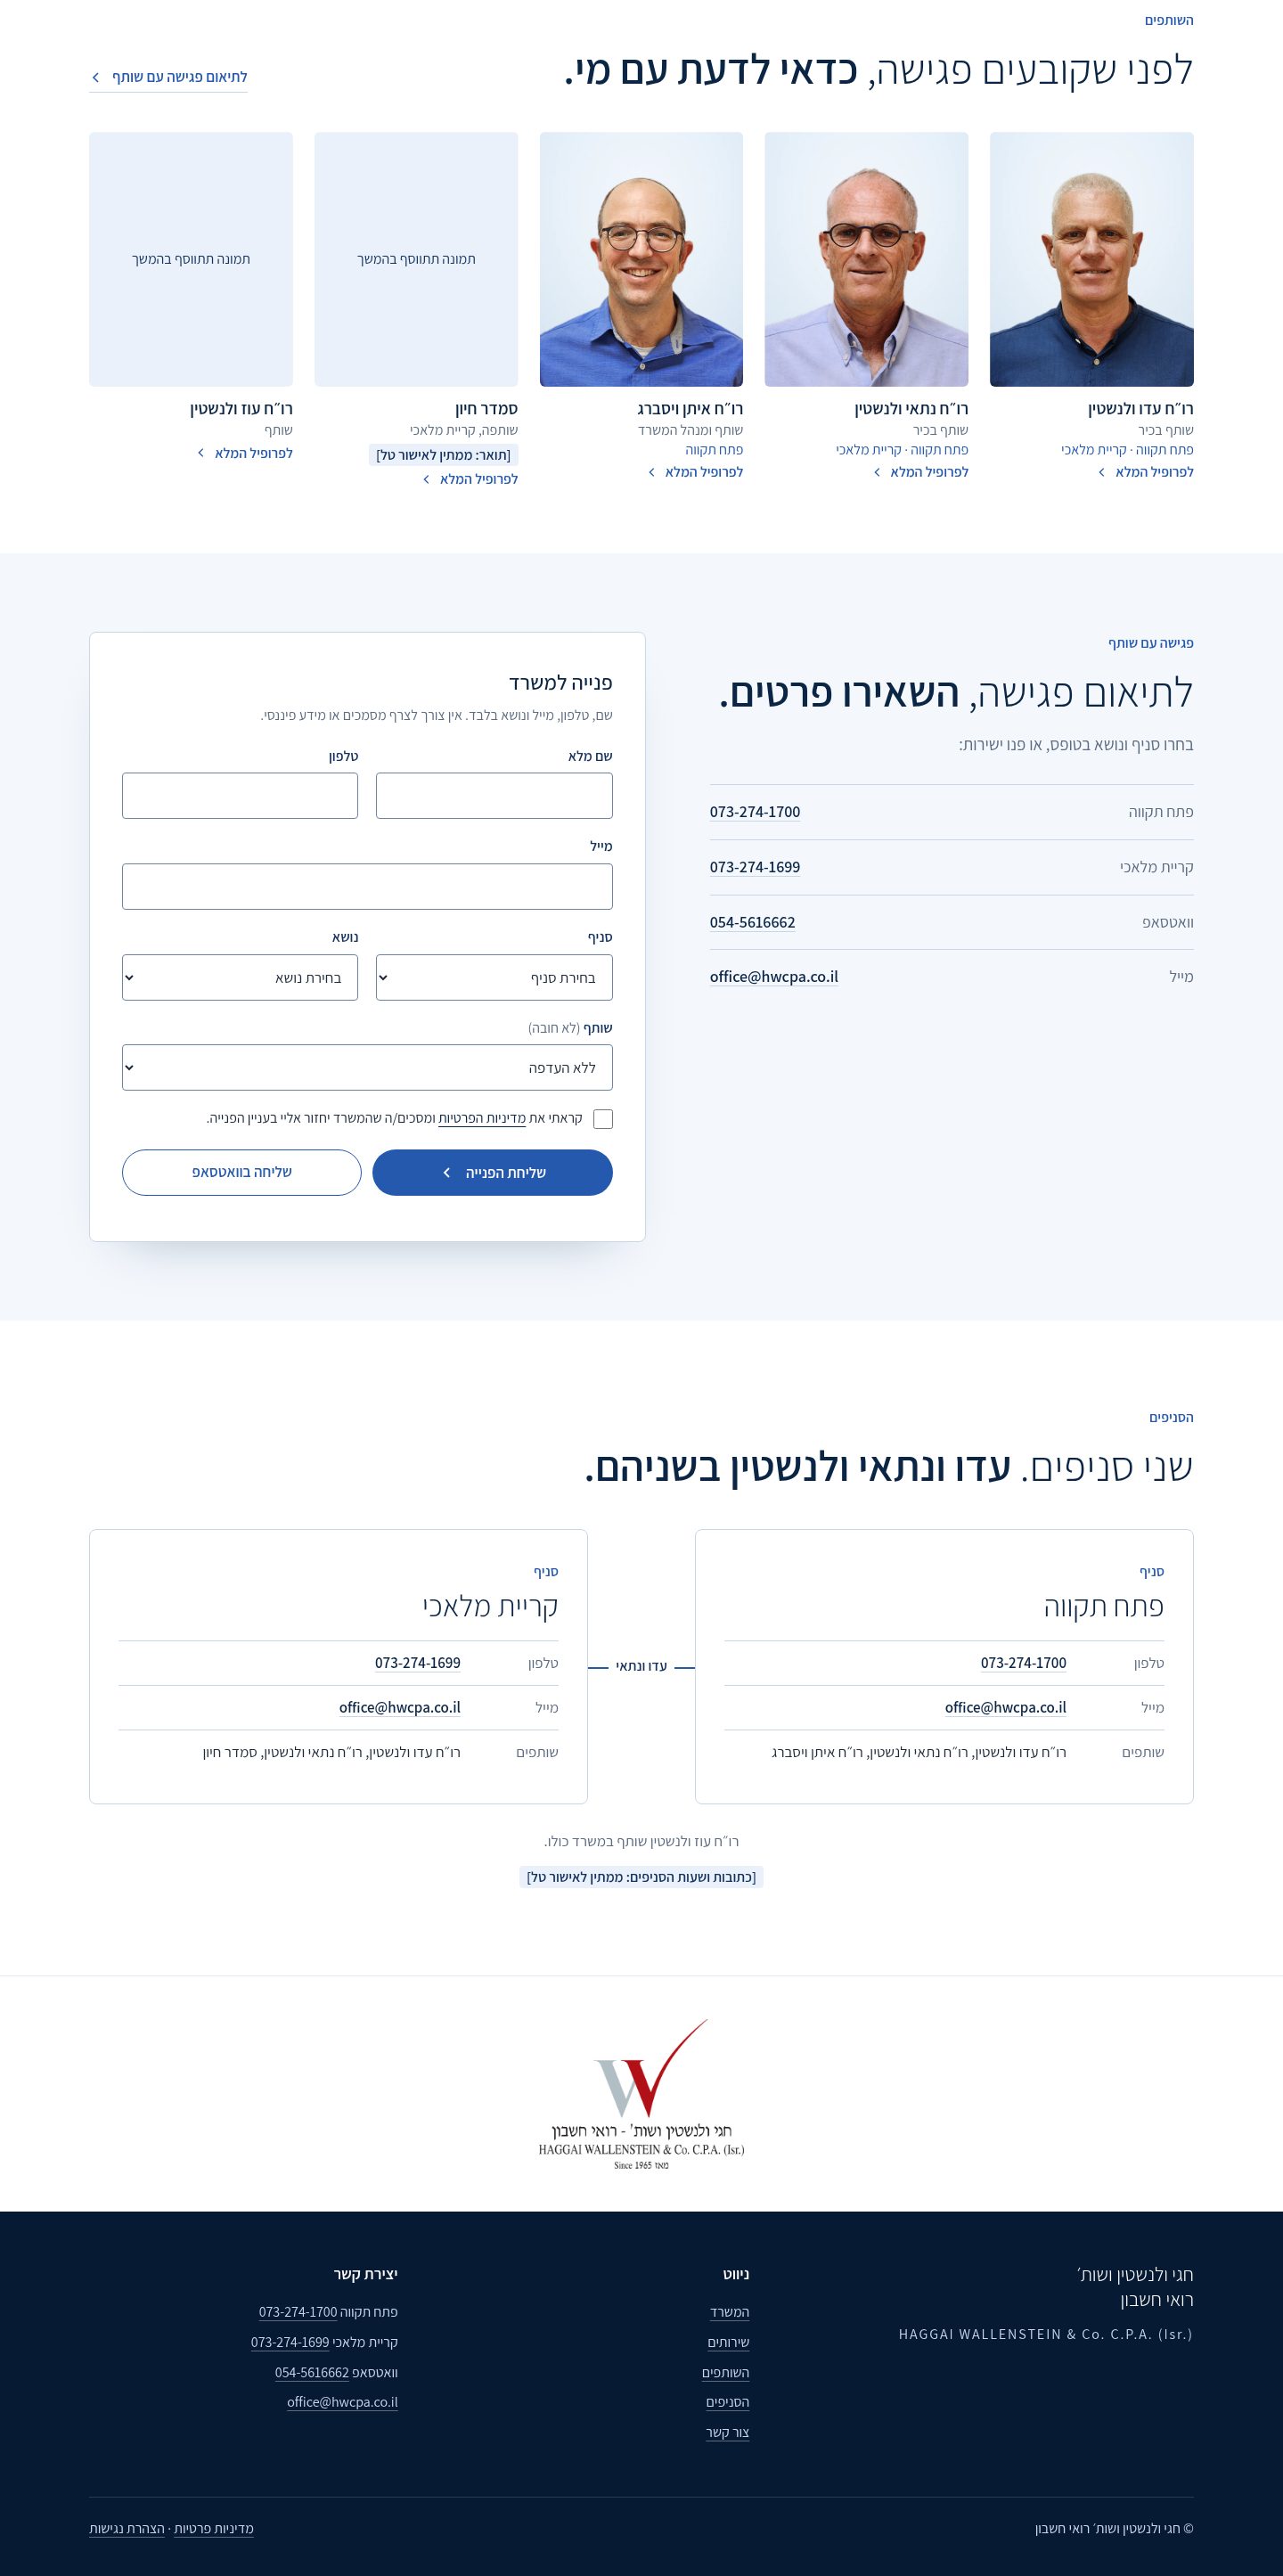 השותפים
לפני שקובעים פגישה, כדאי לדעת עם מי.
לתיאום פגישה עם שותף
תמונה תתווסף בהמשך
תמונה תתווסף בהמשך
רו״ח עדו ולנשטין
שותף בכיר
פתח תקווה · קריית מלאכי
לפרופיל המלא
רו״ח נתאי ולנשטין
שותף בכיר
פתח תקווה · קריית מלאכי
לפרופיל המלא
רו״ח איתן ויסברג
שותף ומנהל המשרד
פתח תקווה
לפרופיל המלא
סמדר חיון
שותפה, קריית מלאכי
[תואר: ממתין לאישור טל]
לפרופיל המלא
רו״ח עוז ולנשטין
שותף
לפרופיל המלא
פגישה עם שותף
לתיאום פגישה, השאירו פרטים.
בחרו סניף ונושא בטופס, או פנו ישירות:
פתח תקווה 073-274-1700
קריית מלאכי 073-274-1699
וואטסאפ 054-5616662
מייל office@hwcpa.co.il
פנייה למשרד
שם, טלפון, מייל ונושא בלבד. אין צורך לצרף מסמכים או מידע פיננסי.
שם מלא
טלפון
מייל
סניף
נושא
בחירת סניף
בחירת נושא
שותף (לא חובה)
ללא העדפה
קראתי את מדיניות הפרטיות ומסכים/ה שהמשרד יחזור אליי בעניין הפנייה.
שליחת הפנייה
שליחה בוואטסאפ
הסניפים
שני סניפים. עדו ונתאי ולנשטין בשניהם.
סניף
פתח תקווה
טלפון 073-274-1700
מייל office@hwcpa.co.il
שותפים רו״ח עדו ולנשטין, רו״ח נתאי ולנשטין, רו״ח איתן ויסברג
עדו ונתאי
סניף
קריית מלאכי
טלפון 073-274-1699
מייל office@hwcpa.co.il
שותפים רו״ח עדו ולנשטין, רו״ח נתאי ולנשטין, סמדר חיון
רו״ח עוז ולנשטין שותף במשרד כולו.
[כתובות ושעות הסניפים: ממתין לאישור טל]
חגי ולנשטין ושות' - רואי חשבון
HAGGAI WALLENSTEIN & Co. C.P.A. (Isr.)
Since 1965 מאז
חגי ולנשטין ושות׳
רואי חשבון
HAGGAI WALLENSTEIN & Co. C.P.A. (Isr.)
ניווט
המשרד
שירותים
השותפים
הסניפים
צור קשר
יצירת קשר
פתח תקווה 073-274-1700
קריית מלאכי 073-274-1699
וואטסאפ 054-5616662
office@hwcpa.co.il
© חגי ולנשטין ושות׳ רואי חשבון
מדיניות פרטיות · הצהרת נגישות